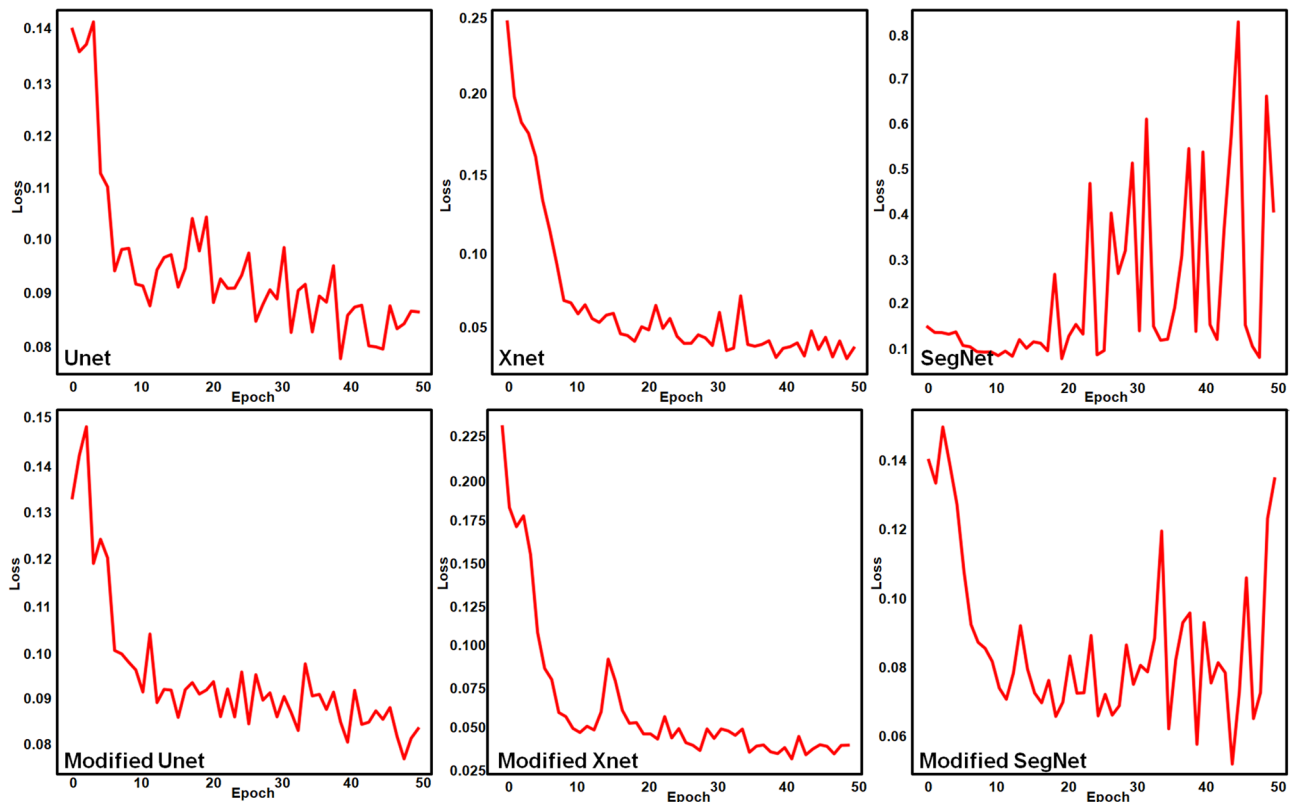 0.14
0.13
0.12
0.11
0.10
0.09
0.08
Loss
Unet
0 10 20 30 40 50
Epoch
0.25
0.20
0.15
0.10
0.05
Loss
Xnet
0 10 20 30 40 50
Epoch
0.8
0.7
0.6
0.5
0.4
0.3
0.2
0.1
Loss
SegNet
0 10 20 30 40 50
Epoch
0.15
0.14
0.13
0.12
0.11
0.10
0.09
0.08
Loss
Modified Unet
0 10 20 30 40 50
Epoch
0.225
0.200
0.175
0.150
0.125
0.100
0.075
0.050
0.025
Loss
Modified Xnet
0 10 20 30 40 50
Epoch
0.14
0.12
0.10
0.08
0.06
Loss
Modified SegNet
0 10 20 30 40 50
Epoch